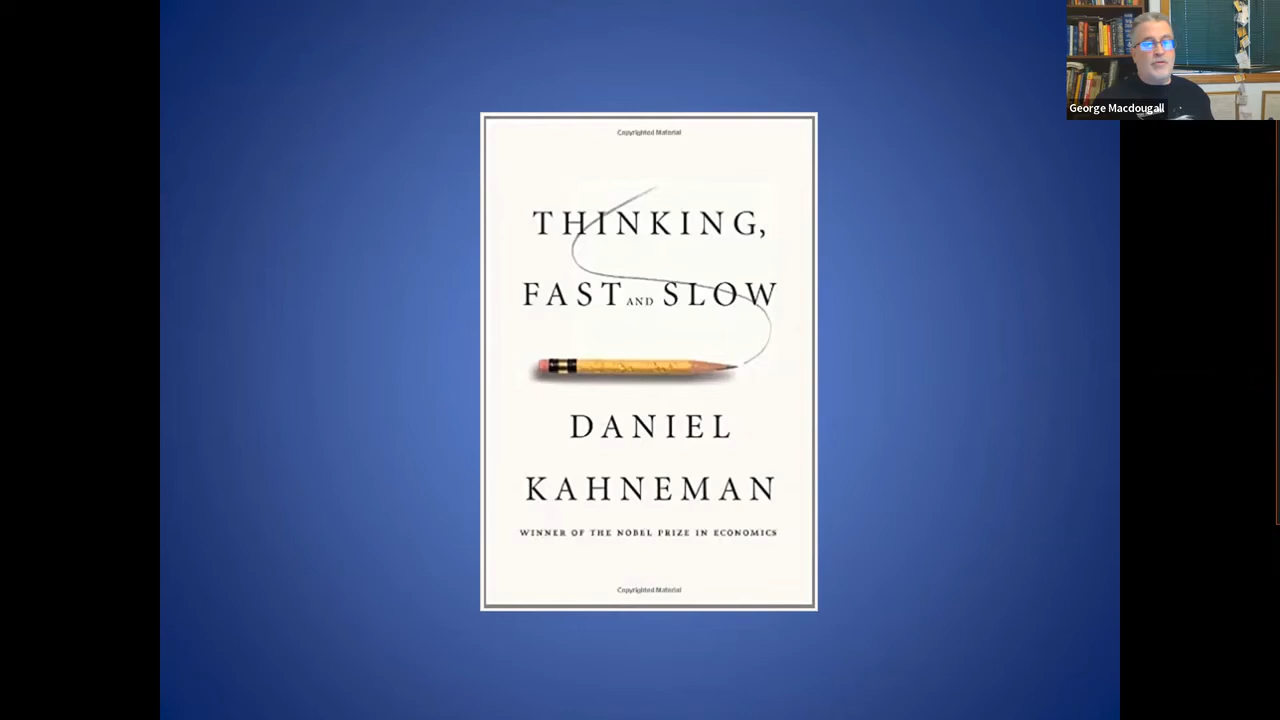 Copyrighted Material
THINKING,
FAST AND SLOW
DANIEL
KAHNEMAN
WINNER OF THE NOBEL PRIZE IN ECONOMICS
Copyrighted Material
George Macdougall